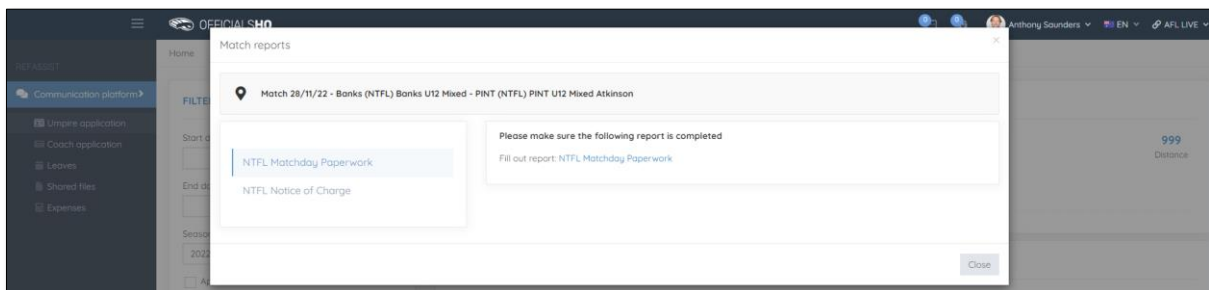 OFFICIALSHQ
Anthony Saunders
EN
AFL LIVE
REFASSIST
Communication platform
Umpire application
Coach application
Leaves
Shared files
Expenses
Home
Match reports
×
Match 28/11/22 - Banks (NTFL) Banks U12 Mixed - PINT (NTFL) PINT U12 Mixed Atkinson
NTFL Matchday Paperwork
NTFL Notice of Charge
Please make sure the following report is completed
Fill out report: NTFL Matchday Paperwork
Close
FILTE
Start d
End da
Seaso
2022
Ap
999
Distance